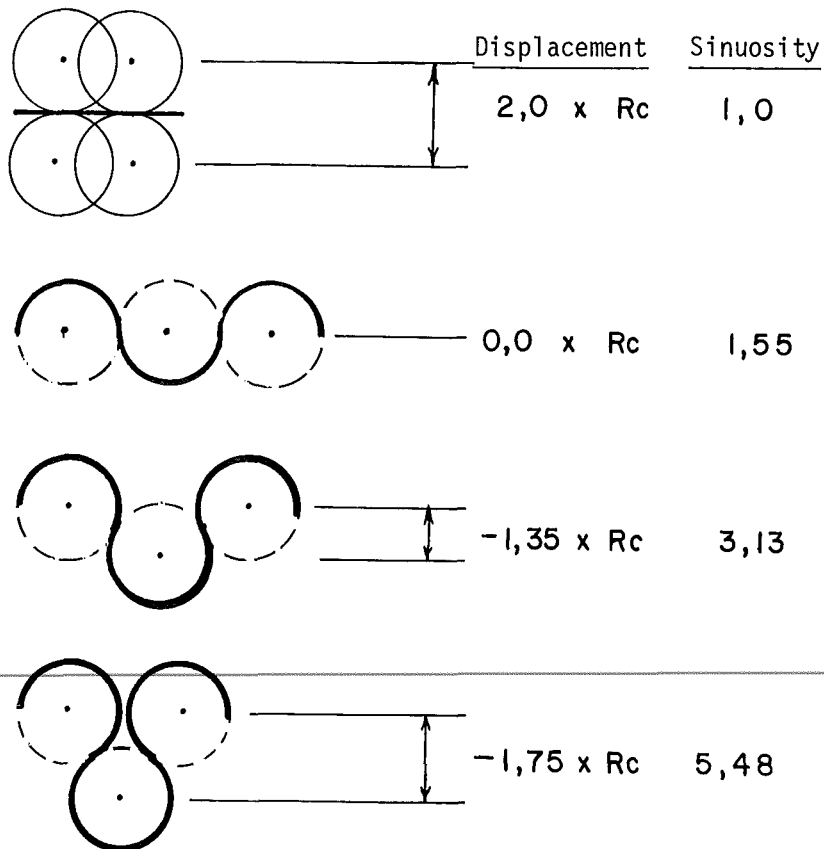 Displacement Sinuosity
2,0 x Rc 1,0
0,0 x Rc 1,55
-1,35 x Rc 3,13
-1,75 x Rc 5,48